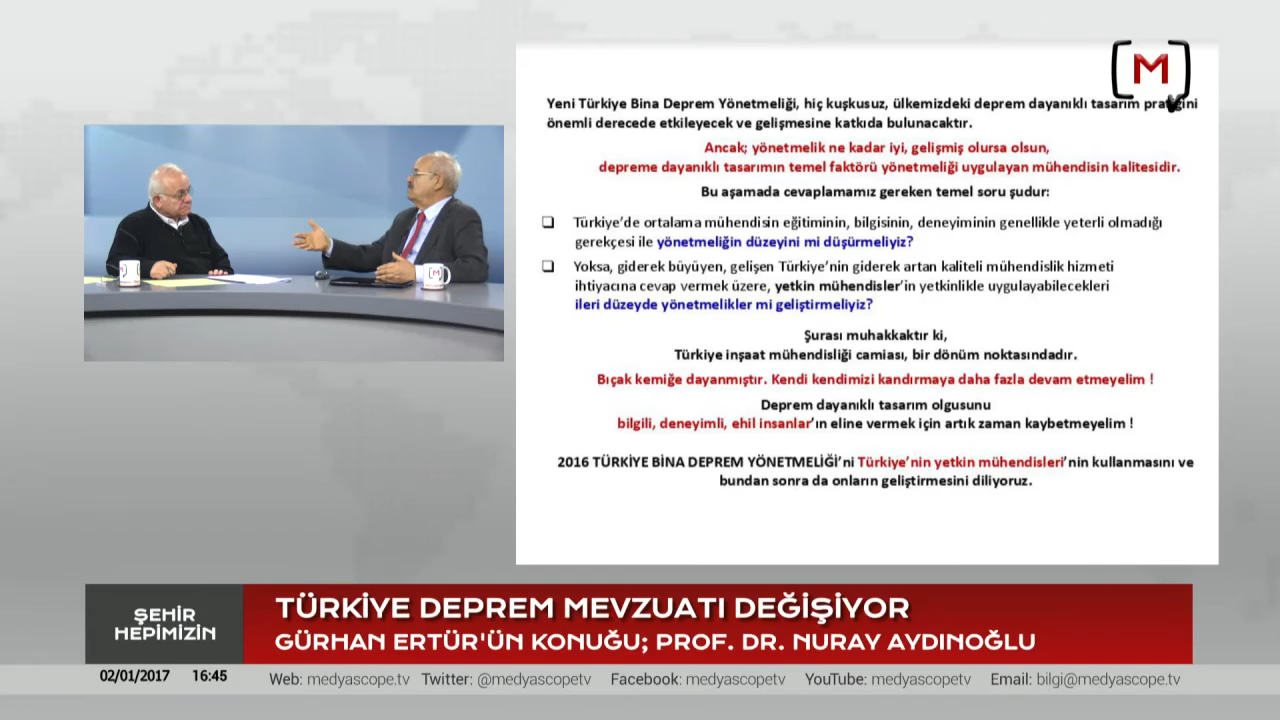 M
Yeni Türkiye Bina Deprem Yönetmeliği, hiç kuşkusuz, ülkemizdeki deprem dayanıklı tasarım pratiğini
önemli derecede etkileyecek ve gelişmesine katkıda bulunacaktır.
Ancak; yönetmelik ne kadar iyi, gelişmiş olursa olsun,
depreme dayanıklı tasarımın temel faktörü yönetmeliği uygulayan mühendisin kalitesidir.
Bu aşamada cevaplamamız gereken temel soru şudur:
Türkiye'de ortalama mühendisin eğitiminin, bilgisinin, deneyiminin genellikle yeterli olmadığı
gerekçesi ile yönetmeliğin düzeyini mi düşürmeliyiz?
Yoksa, giderek büyüyen, gelişen Türkiye'nin giderek artan kaliteli mühendislik hizmeti
ihtiyacına cevap vermek üzere, yetkin mühendisler'in yetkinlikle uygulayabilecekleri
ileri düzeyde yönetmelikler mi geliştirmeliyiz?
Şurası muhakkaktır ki,
Türkiye inşaat mühendisliği camiası, bir dönüm noktasındadır.
Bıçak kemiğe dayanmıştır. Kendi kendimizi kandırmaya daha fazla devam etmeyelim !
Deprem dayanıklı tasarım olgusunu
bilgili, deneyimli, ehil insanlar'ın eline vermek için artık zaman kaybetmeyelim !
2016 TÜRKİYE BİNA DEPREM YÖNETMELİĞİ'ni Türkiye'nin yetkin mühendisleri'nin kullanmasını ve
bundan sonra da onların geliştirmesini diliyoruz.
ŞEHİR
HEPİMİZİN
TÜRKİYE DEPREM MEVZUATI DEĞİŞİYOR
GÜRHAN ERTÜR'ÜN KONUĞU; PROF. DR. NURAY AYDINOĞLU
02/01/2017 16:45 Web: medyascope.tv Twitter: @medyascopetv Facebook: medyascopetv YouTube: medyascopetv Email: bilgi@medyascope.tv